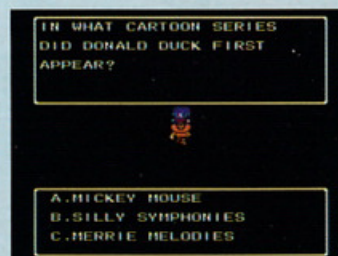 IN WHAT CARTOON SERIES
DID DONALD DUCK FIRST
APPEAR?
A.MICKEY MOUSE
B.SILLY SYMPHONIES
C.MERRIE MELODIES